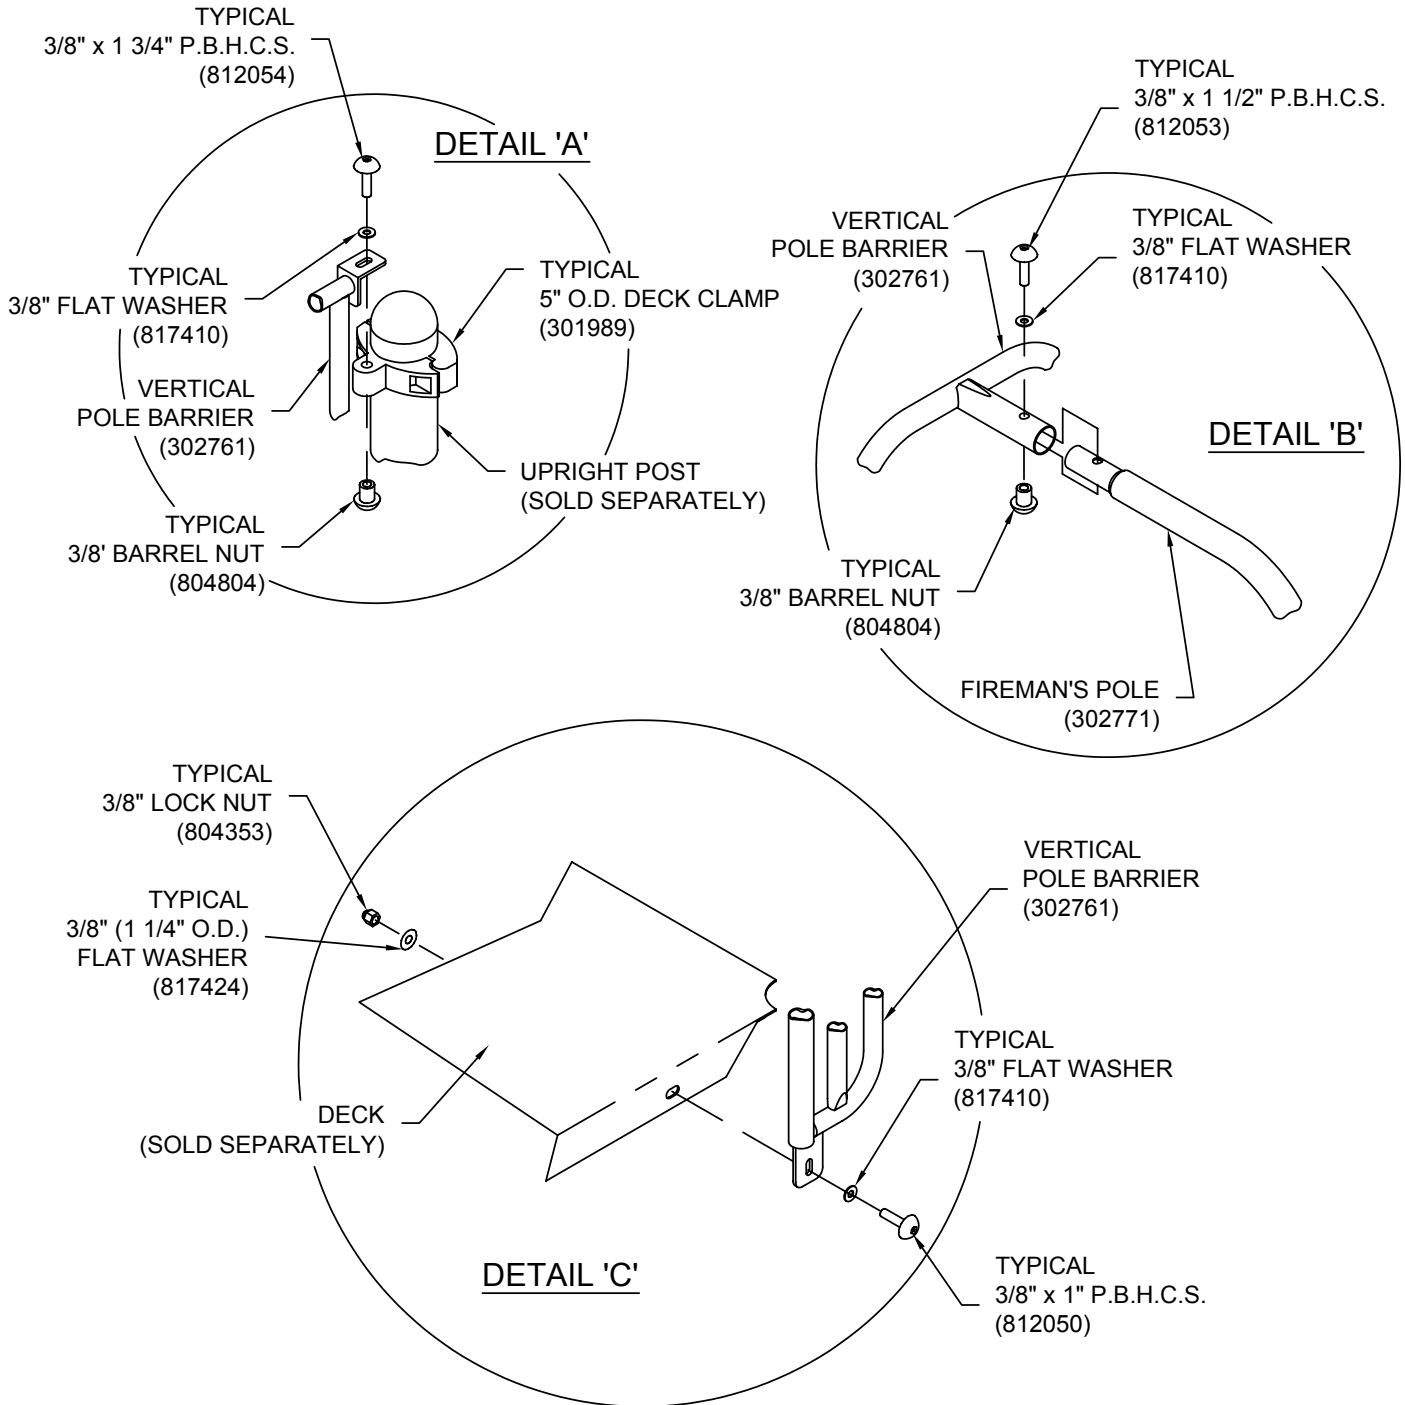 TYPICAL
3/8" x 1 3/4" P.B.H.C.S.
(812054)
DETAIL 'A'
TYPICAL
3/8" FLAT WASHER
(817410)
TYPICAL
5" O.D. DECK CLAMP
(301989)
VERTICAL
POLE BARRIER
(302761)
UPRIGHT POST
(SOLD SEPARATELY)
TYPICAL
3/8' BARREL NUT
(804804)
TYPICAL
3/8" x 1 1/2" P.B.H.C.S.
(812053)
VERTICAL
POLE BARRIER
(302761)
TYPICAL
3/8" FLAT WASHER
(817410)
DETAIL 'B'
TYPICAL
3/8" BARREL NUT
(804804)
FIREMAN'S POLE
(302771)
TYPICAL
3/8" LOCK NUT
(804353)
TYPICAL
3/8" (1 1/4" O.D.)
FLAT WASHER
(817424)
VERTICAL
POLE BARRIER
(302761)
TYPICAL
3/8" FLAT WASHER
(817410)
DECK
(SOLD SEPARATELY)
DETAIL 'C'
TYPICAL
3/8" x 1" P.B.H.C.S.
(812050)